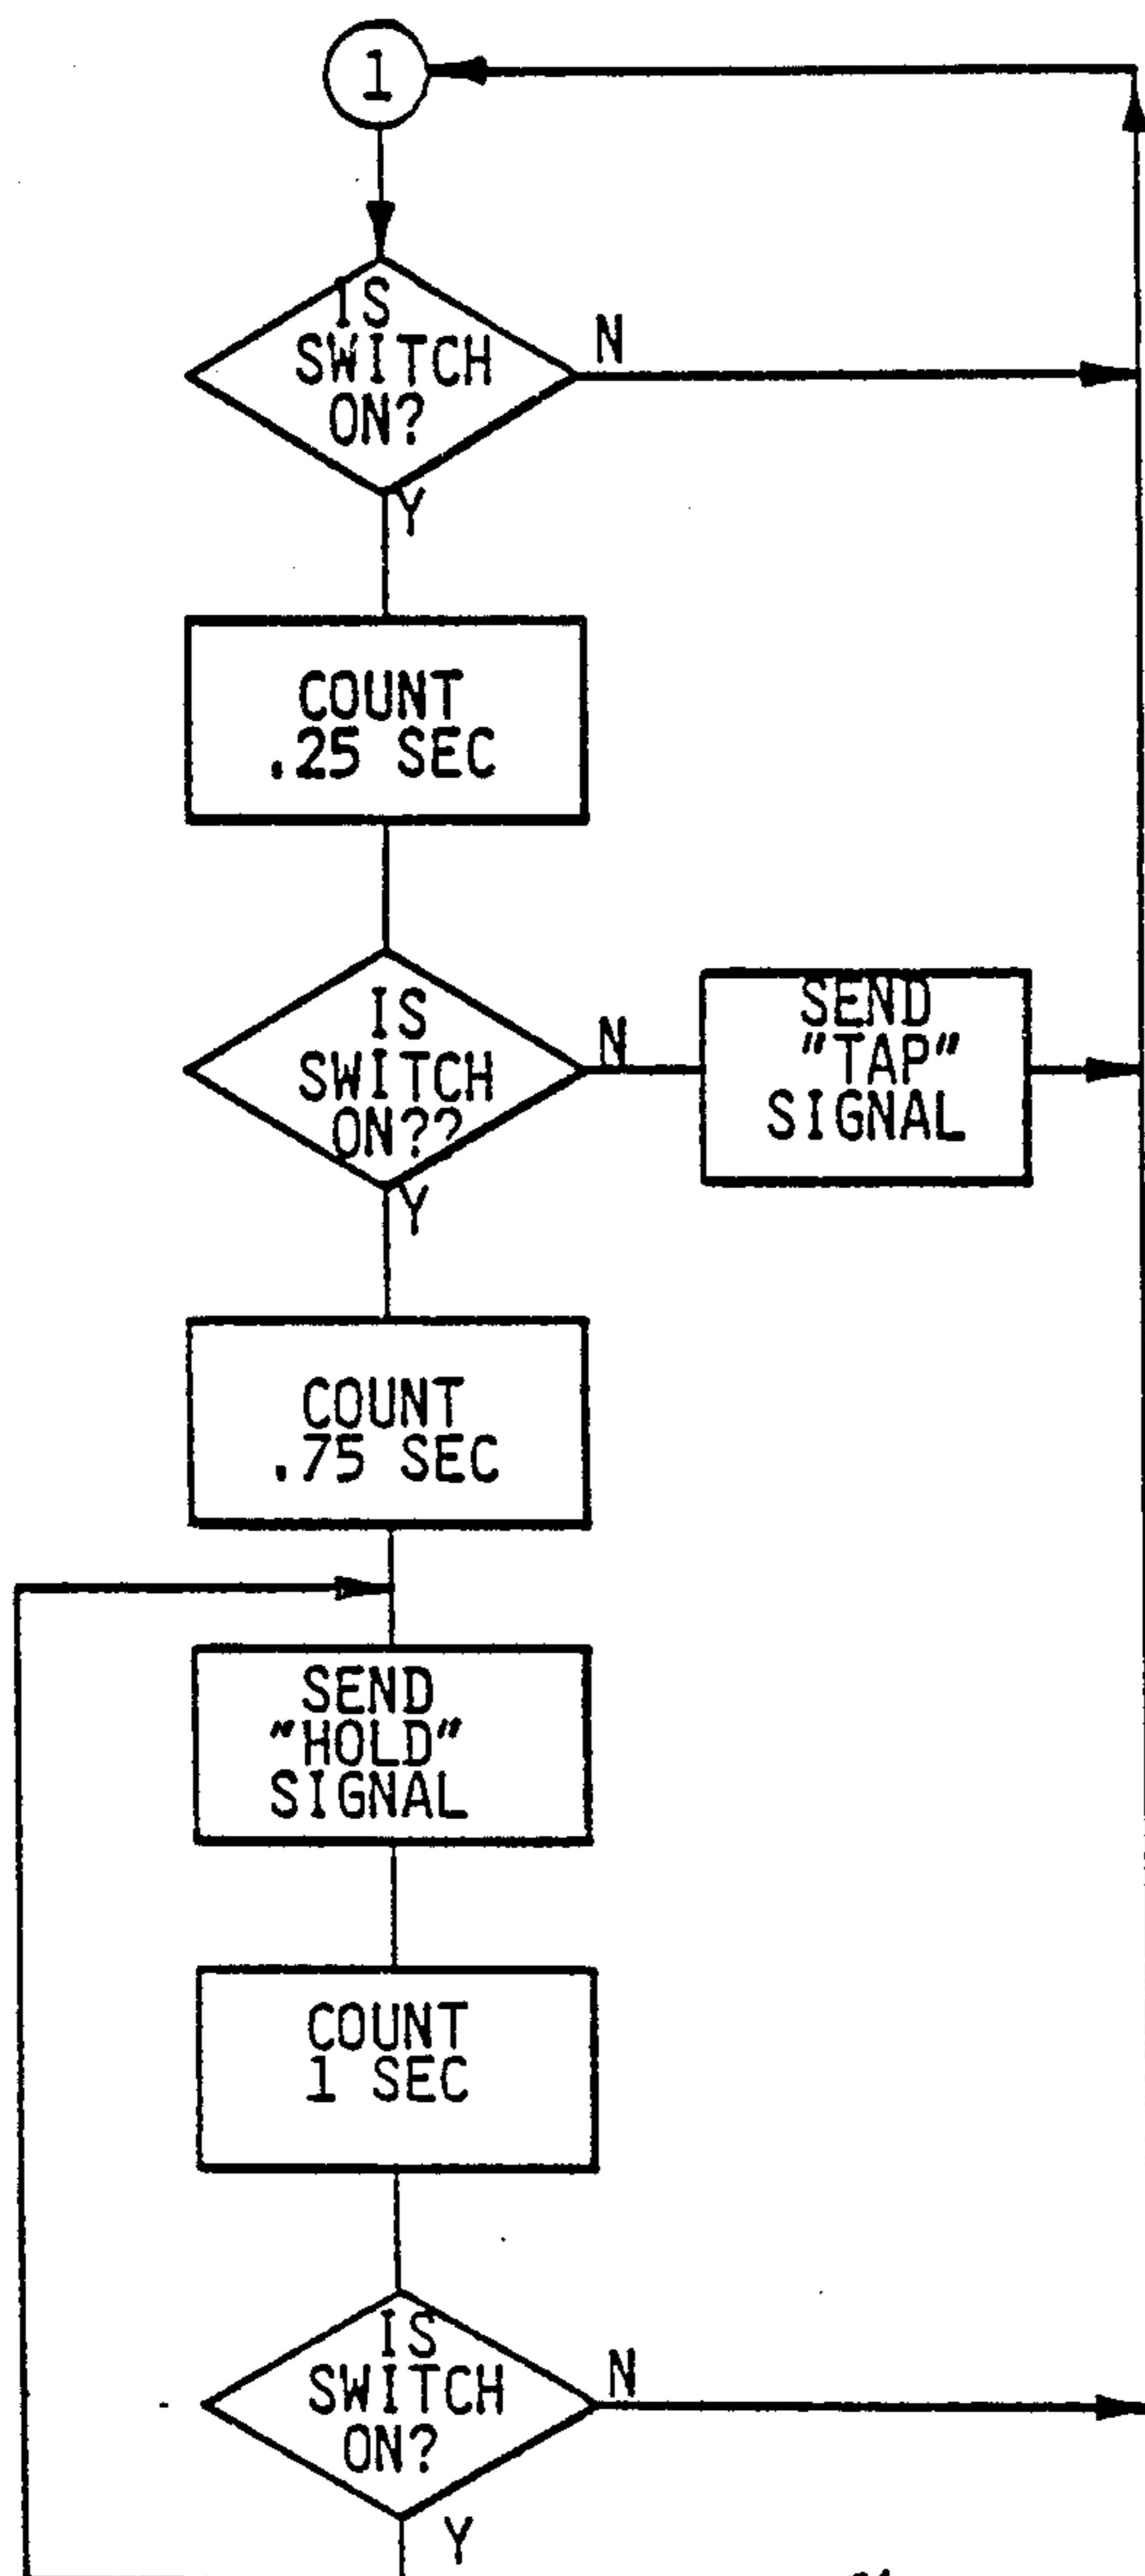 1
IS
SWITCH
ON?
N
Y
COUNT
.25 SEC
IS
SWITCH
ON??
N
SEND
"TAP"
SIGNAL
Y
COUNT
.75 SEC
SEND
"HOLD"
SIGNAL
COUNT
1 SEC
IS
SWITCH
ON?
N
Y